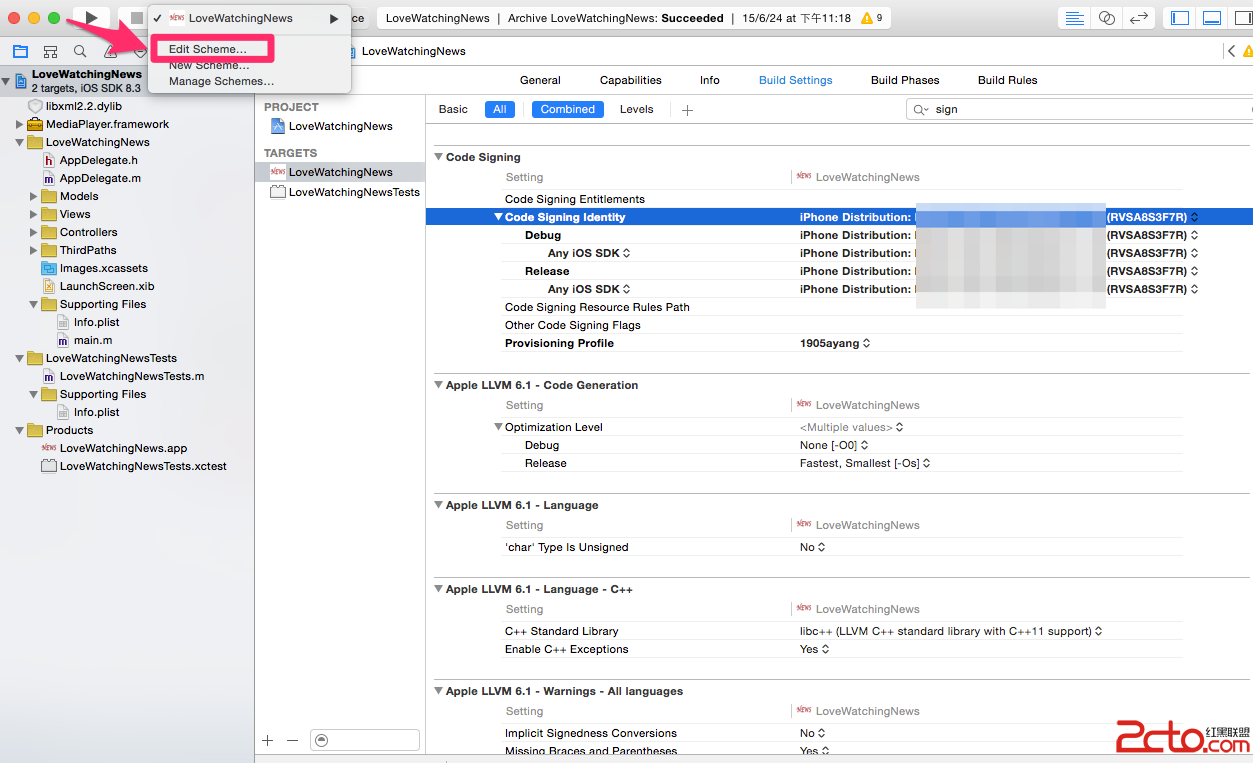 LoveWatchingNews
ce
LoveWatchingNews | Archive LoveWatchingNews: Succeeded | 15/6/24 at 下午11:18 9
Edit Scheme...
New Scheme...
Manage Schemes...
LoveWatchingNews
LoveWatchingNews
2 targets, iOS SDK 8.3
libxml2.2.dylib
MediaPlayer.framework
LoveWatchingNews
AppDelegate.h
AppDelegate.m
Models
Views
Controllers
ThirdPaths
Images.xcassets
LaunchScreen.xib
Supporting Files
Info.plist
main.m
LoveWatchingNewsTests
LoveWatchingNewsTests.m
Supporting Files
Info.plist
Products
LoveWatchingNews.app
LoveWatchingNewsTests.xctest
General Capabilities Info Build Settings Build Phases Build Rules
PROJECT
LoveWatchingNews
TARGETS
LoveWatchingNews
LoveWatchingNewsTests
Basic All Combined Levels + sign
Code Signing
Setting NEWS LoveWatchingNews
Code Signing Entitlements
Code Signing Identity iPhone Distribution: (RVSA8S3F7R)
Debug iPhone Distribution: (RVSA8S3F7R)
Any iOS SDK iPhone Distribution: (RVSA8S3F7R)
Release iPhone Distribution: (RVSA8S3F7R)
Any iOS SDK iPhone Distribution: (RVSA8S3F7R)
Code Signing Resource Rules Path
Other Code Signing Flags
Provisioning Profile 1905ayang
Apple LLVM 6.1 - Code Generation
Setting NEWS LoveWatchingNews
Optimization Level <Multiple values>
Debug None [-O0]
Release Fastest, Smallest [-Os]
Apple LLVM 6.1 - Language
Setting NEWS LoveWatchingNews
'char' Type Is Unsigned No
Apple LLVM 6.1 - Language - C++
Setting NEWS LoveWatchingNews
C++ Standard Library libc++ (LLVM C++ standard library with C++11 support)
Enable C++ Exceptions Yes
Apple LLVM 6.1 - Warnings - All languages
Setting NEWS LoveWatchingNews
Implicit Signedness Conversions No
Missing Braces and Parentheses Yes
2cto.com 红黑联盟